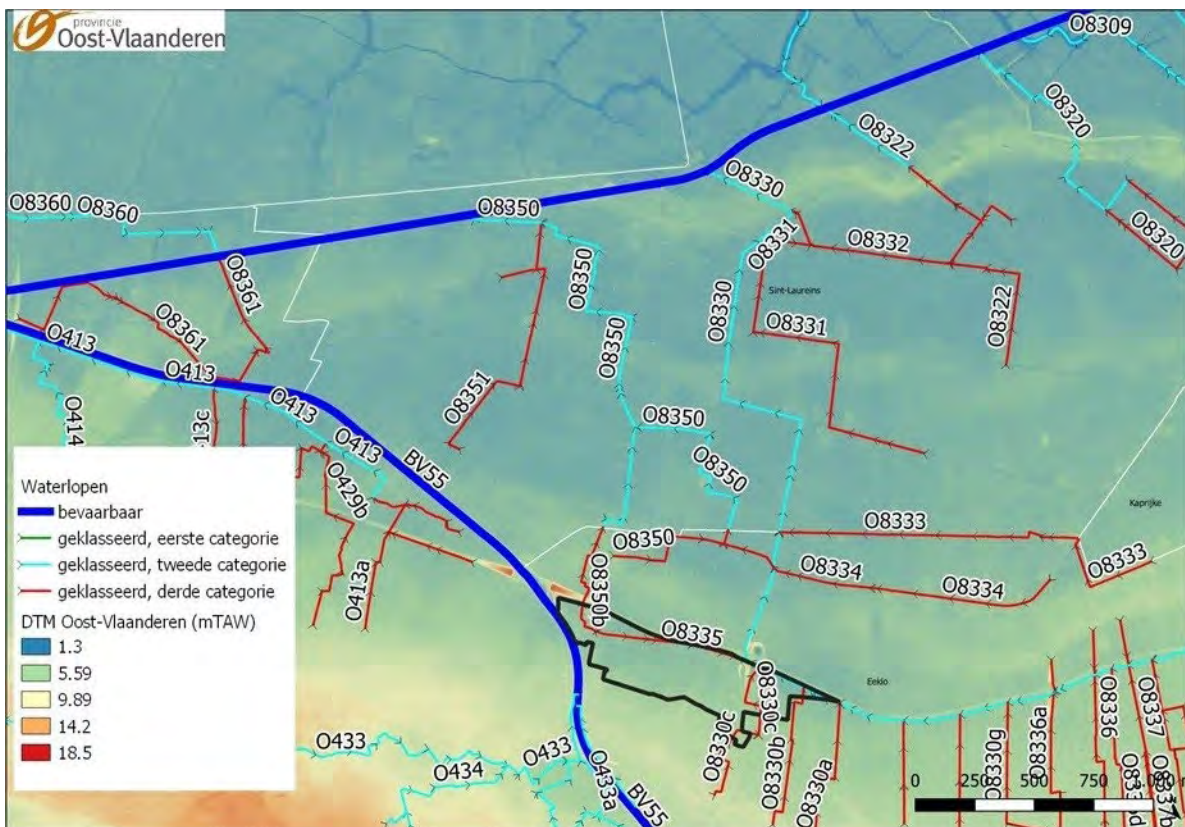 provincie
Oost-Vlaanderen
O8309
O8320
O8322
O8330
O8360 O8360
O8350
O8331
O8332
O8320
O8361
O8350
O8330
Sint-Laureins
O8322
O8361
O8331
O413
O8350
O413
O8351
O413
O414
O8350
O413
BV55
O8350
O429b
Waterlopen
bevaarbaar
geklasseerd, eerste categorie
geklasseerd, tweede categorie
geklasseerd, derde categorie
DTM Oost-Vlaanderen (mTAW)
1.3
5.59
9.89
14.2
18.5
Kaprijke
O8333
O8350
O8333
O413a
O8350b
O8334
O8334
O8335
Eeklo
O8330c
O8330c
O8330b
O8330a
O8330g
O8336a
O8336
O8337
O433
O434
O433
O433a
BV55
0 250 500 750 1.000 m